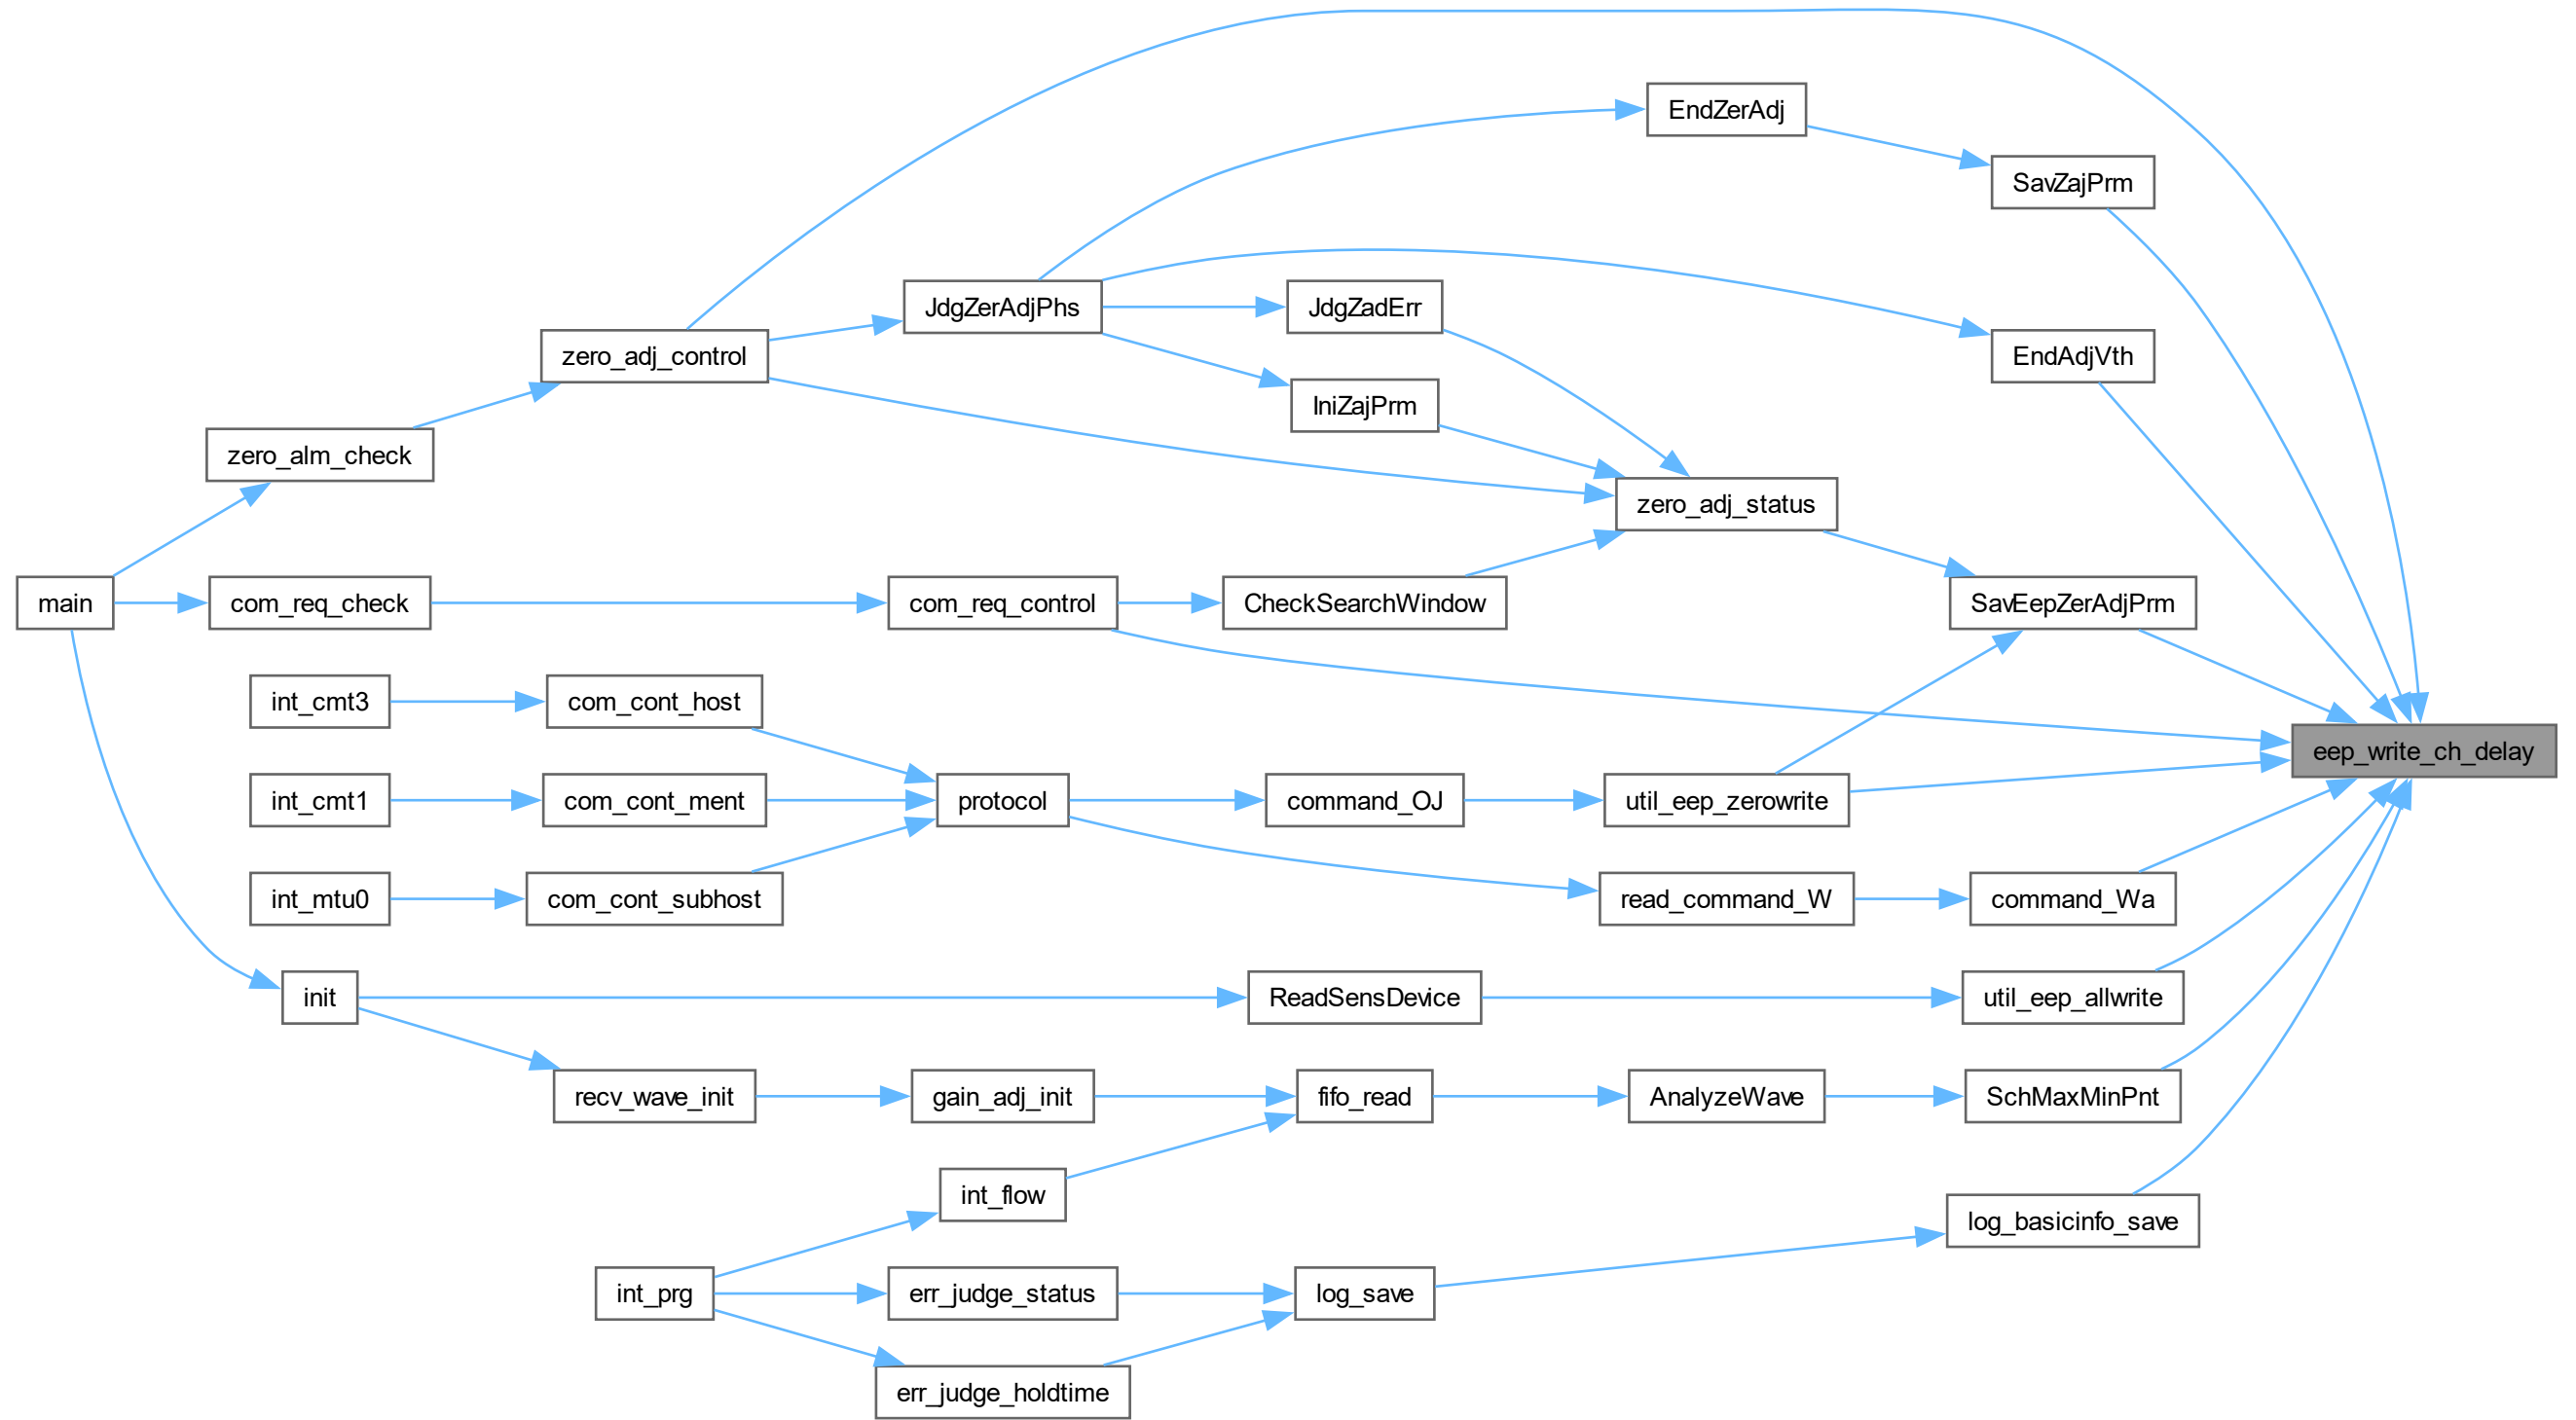 EndZerAdj
SavZajPrm
JdgZerAdjPhs
JdgZadErr
zero_adj_control
EndAdjVth
IniZajPrm
zero_alm_check
zero_adj_status
main
com_req_check
com_req_control
CheckSearchWindow
SavEepZerAdjPrm
int_cmt3
com_cont_host
eep_write_ch_delay
int_cmt1
com_cont_ment
protocol
command_OJ
util_eep_zerowrite
int_mtu0
com_cont_subhost
read_command_W
command_Wa
init
ReadSensDevice
util_eep_allwrite
recv_wave_init
gain_adj_init
fifo_read
AnalyzeWave
SchMaxMinPnt
int_flow
log_basicinfo_save
int_prg
err_judge_status
log_save
err_judge_holdtime